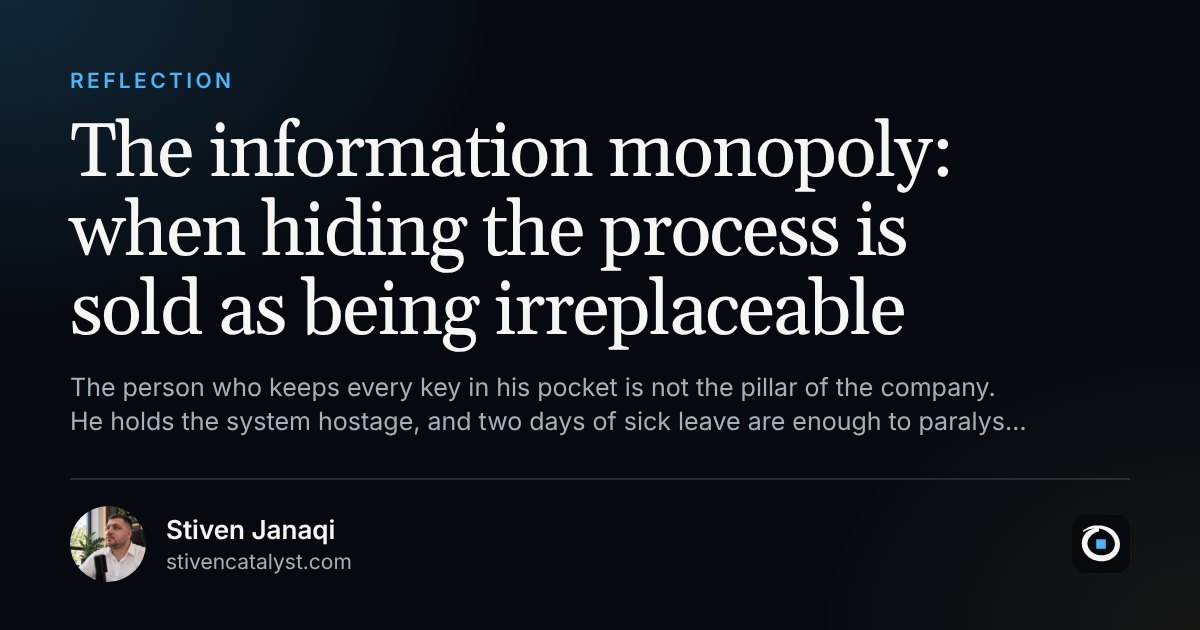 REFLECTION
The information monopoly:
when hiding the process is
sold as being irreplaceable
The person who keeps every key in his pocket is not the pillar of the company.
He holds the system hostage, and two days of sick leave are enough to paralys...
Stiven Janaqi
stivencatalyst.com